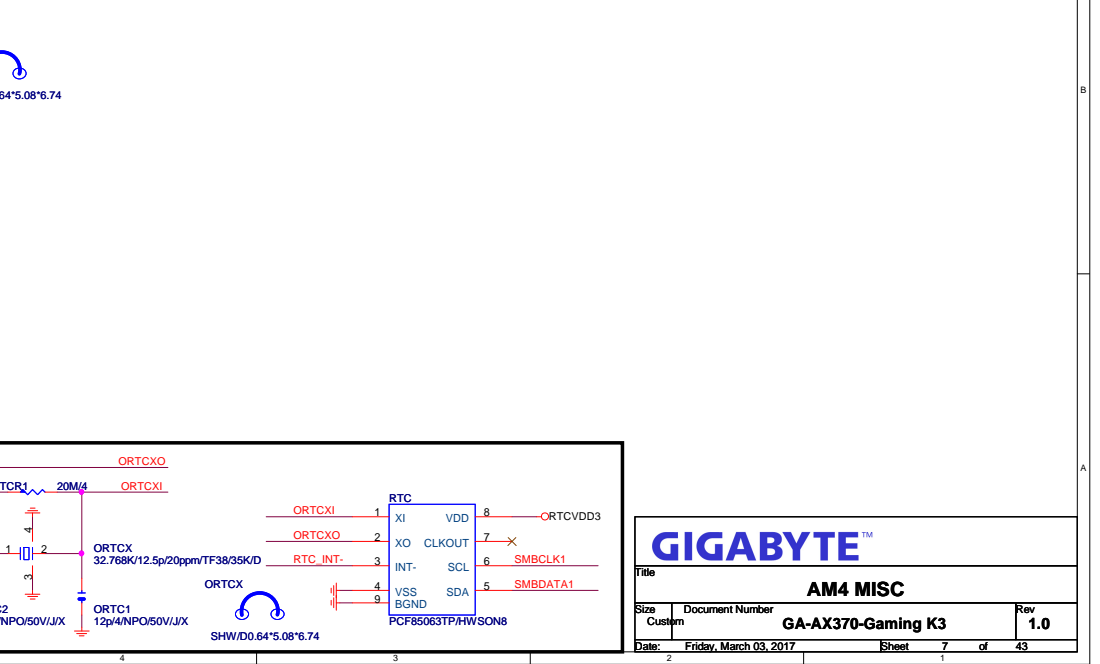 B
64*5.08*6.74
A
ORTCXO
TCR1 20M/4 ORTCXI
4
1 2
3
ORTCX
32.768K/12.5p/20ppm/TF38/35K/D
C2
/NPO/50V/J/X
ORTC1
12p/4/NPO/50V/J/X
ORTCX
SHW/D0.64*5.08*6.74
RTC
ORTCXI 1 XI VDD 8 RTCVDD3
ORTCXO 2 XO CLKOUT 7
RTC_INT- 3 INT- SCL 6 SMBCLK1
4 VSS SDA 5 SMBDATA1
9 BGND
PCF85063TP/HWSON8
GIGABYTE™
Title
AM4 MISC
Size Document Number Rev
Custom GA-AX370-Gaming K3 1.0
Date: Friday, March 03, 2017 Sheet 7 of 43
4 3 2 1